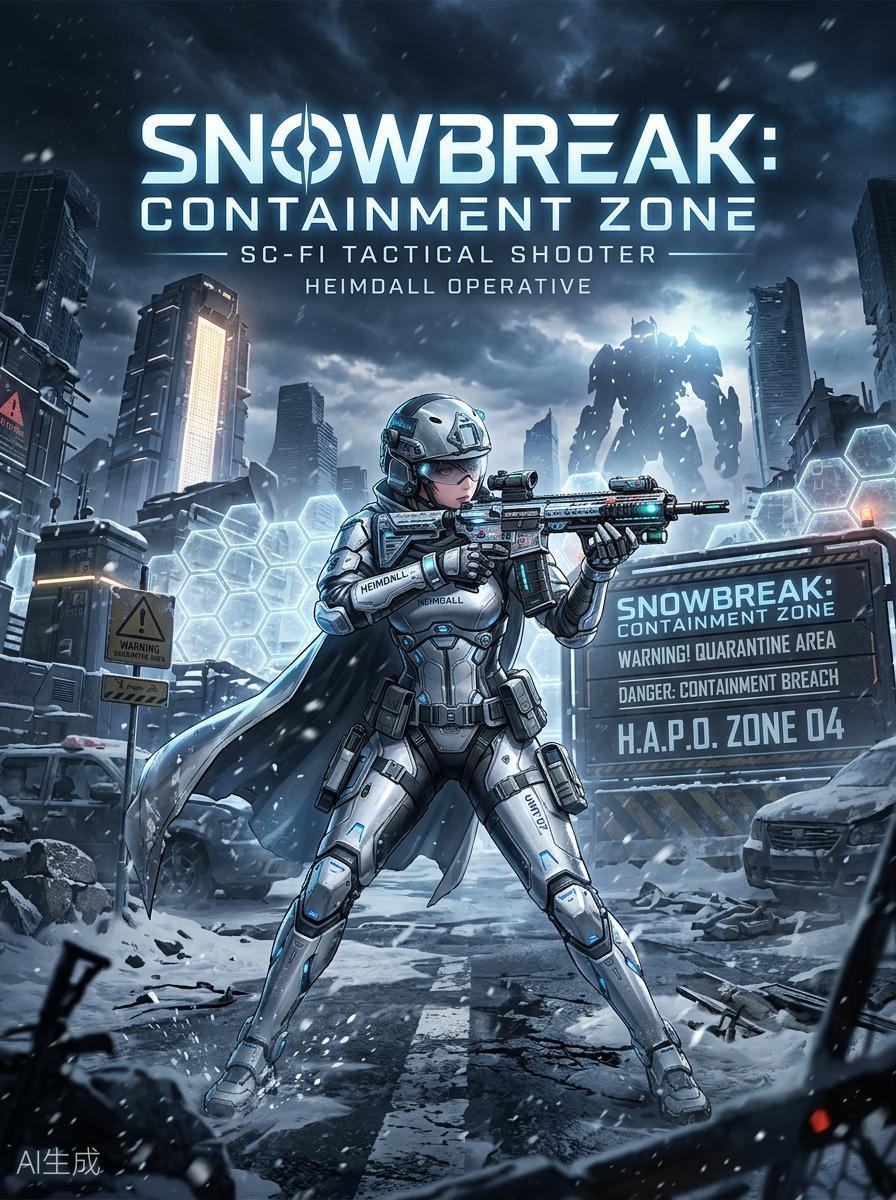 SNOWBREAK:
CONTAINMENT ZONE
SC-FI TACTICAL SHOOTER
HEIMDALL OPERATIVE
HEIMDALL
HEIMGALL
WARNING
SNOWBREAK:
CONTAINMENT ZONE
WARNING! QUARANTINE AREA
DANGER: CONTAINMENT BREACH
H.A.P.O. ZONE 04
AI生成